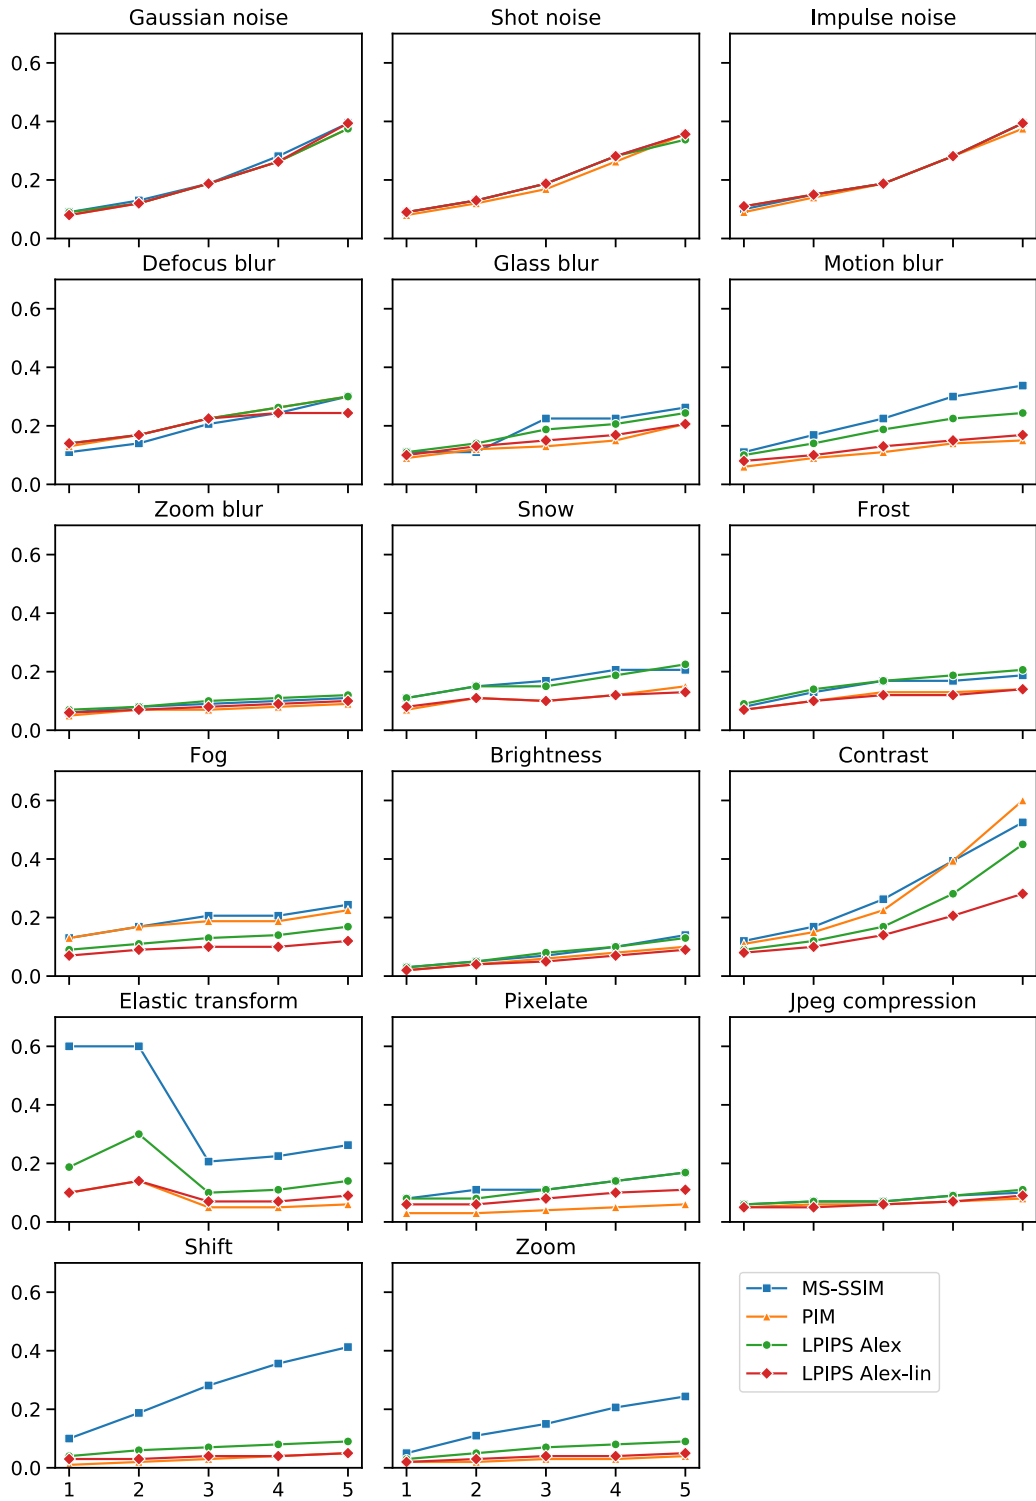 Gaussian noise
Shot noise
Impulse noise
0.6
0.4
0.2
0.0
Defocus blur
Glass blur
Motion blur
0.6
0.4
0.2
0.0
Zoom blur
Snow
Frost
0.6
0.4
0.2
0.0
Fog
Brightness
Contrast
0.6
0.4
0.2
0.0
Elastic transform
Pixelate
Jpeg compression
0.6
0.4
0.2
0.0
Shift
Zoom
0.6
0.4
0.2
0.0
1 2 3 4 5
1 2 3 4 5
MS-SSIM
PIM
LPIPS Alex
LPIPS Alex-lin